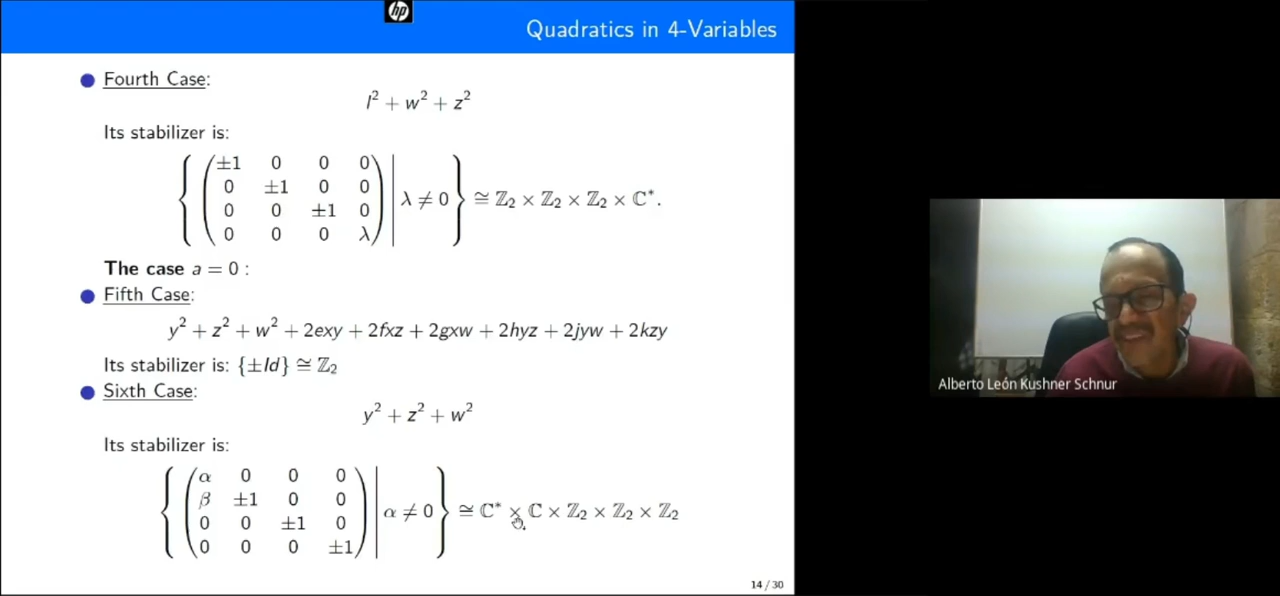 hp
Quadratics in 4-Variables
Fourth Case:
l² + w² + z²
Its stabilizer is:
{ ( ±1 0 0 0
0 ±1 0 0
0 0 ±1 0
0 0 0 λ ) | λ ≠ 0 } ≅ ℤ₂ × ℤ₂ × ℤ₂ × ℂ*.
The case a = 0 :
Fifth Case:
y² + z² + w² + 2exy + 2fxz + 2gxw + 2hyz + 2jyw + 2kzy
Its stabilizer is: {±Id} ≅ ℤ₂
Sixth Case:
y² + z² + w²
Its stabilizer is:
{ ( α 0 0 0
β ±1 0 0
0 0 ±1 0
0 0 0 ±1 ) | α ≠ 0 } ≅ ℂ* × ℂ × ℤ₂ × ℤ₂ × ℤ₂
14 / 30
Alberto León Kushner Schnur